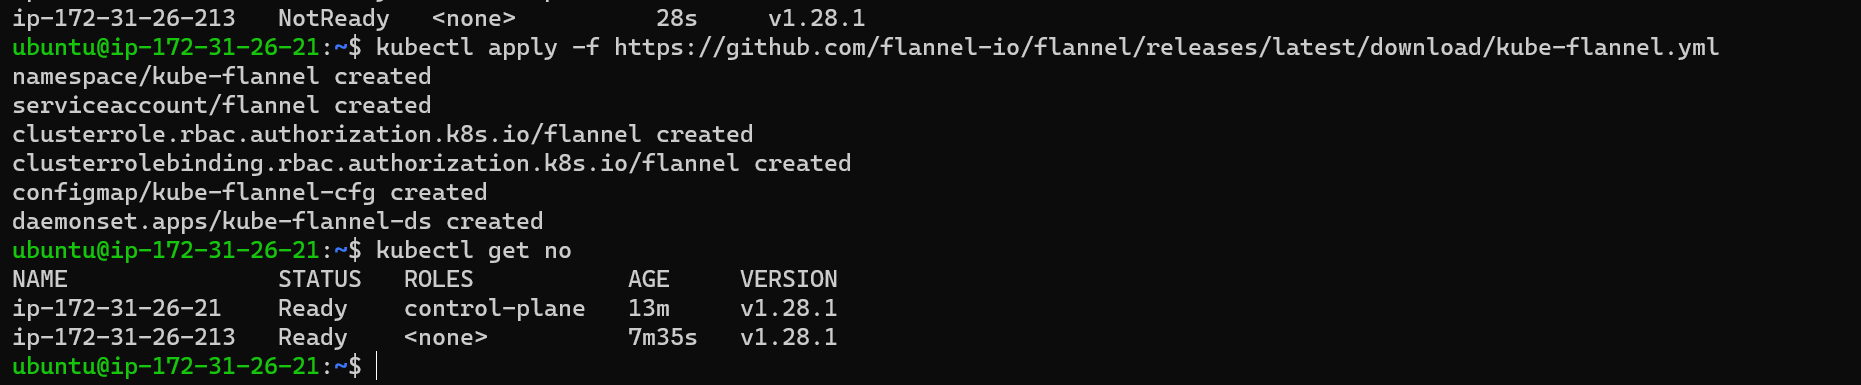 ip-172-31-26-213   NotReady   <none>          28s     v1.28.1
ubuntu@ip-172-31-26-21:~$ kubectl apply -f https://github.com/flannel-io/flannel/releases/latest/download/kube-flannel.yml
namespace/kube-flannel created
serviceaccount/flannel created
clusterrole.rbac.authorization.k8s.io/flannel created
clusterrolebinding.rbac.authorization.k8s.io/flannel created
configmap/kube-flannel-cfg created
daemonset.apps/kube-flannel-ds created
ubuntu@ip-172-31-26-21:~$ kubectl get no
NAME               STATUS   ROLES           AGE     VERSION
ip-172-31-26-21    Ready    control-plane   13m     v1.28.1
ip-172-31-26-213   Ready    <none>          7m35s   v1.28.1
ubuntu@ip-172-31-26-21:~$